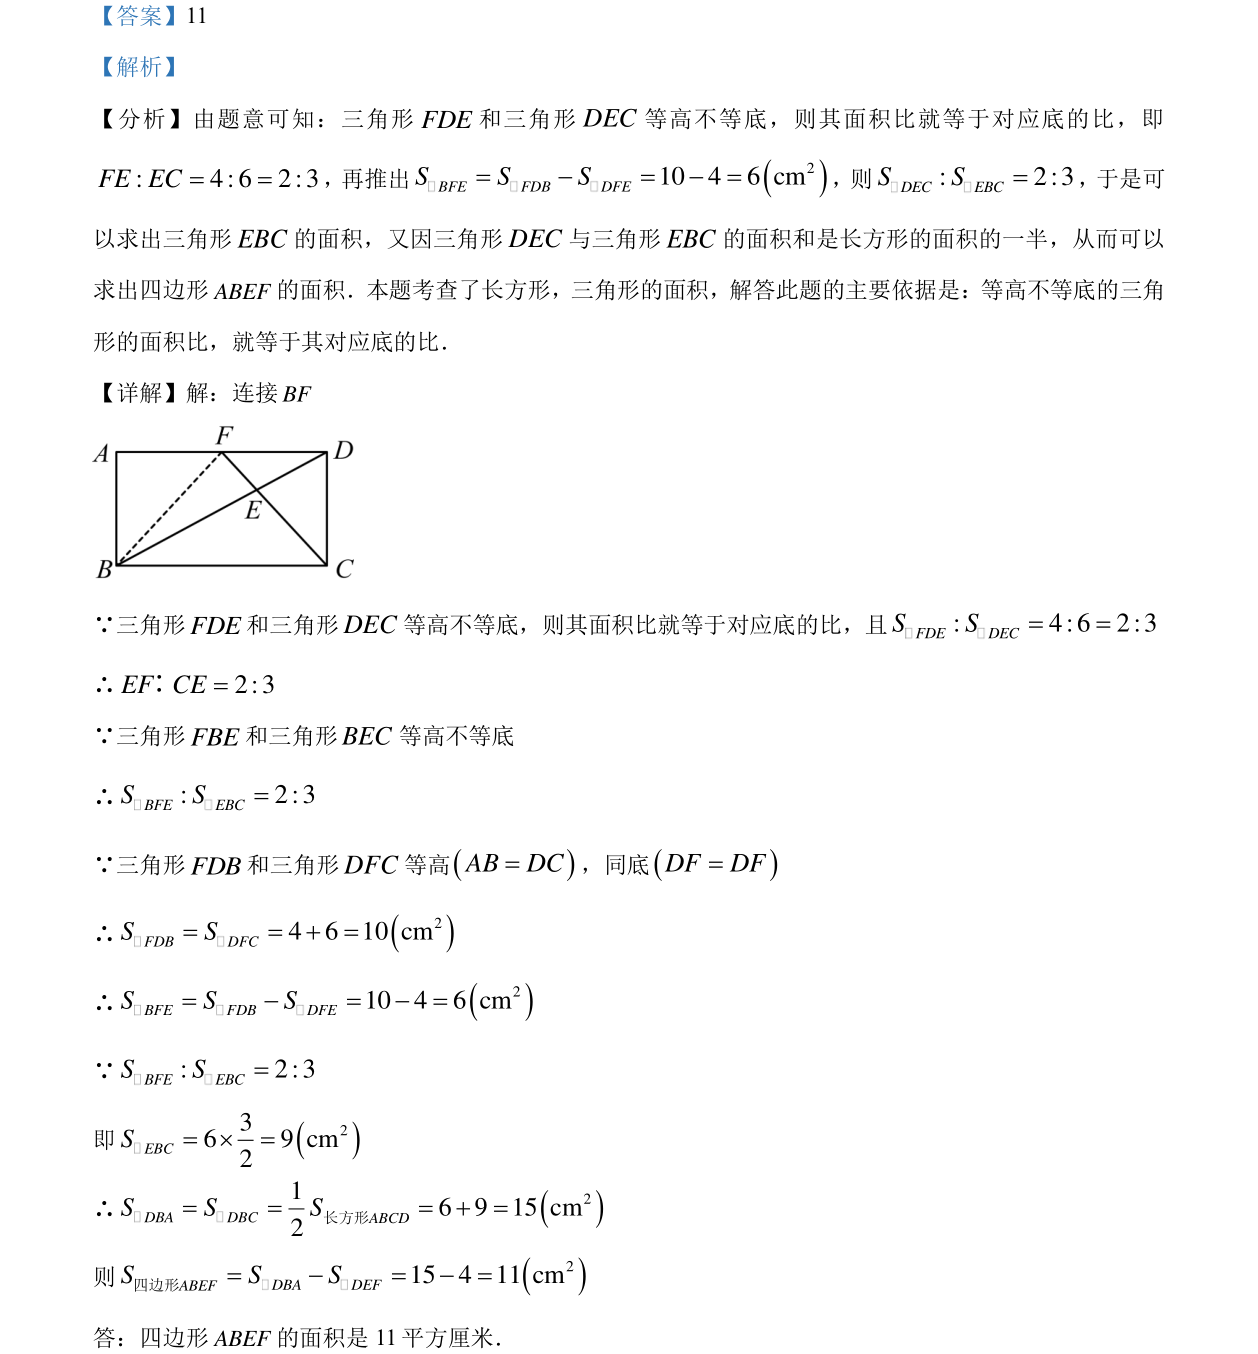 【答案】11
【解析】
【分析】由题意可知：三角形 FDE 和三角形 DEC 等高不等底，则其面积比就等于对应底的比，即
FE : EC = 4 : 6 = 2 : 3，再推出 S□BFE = S□FDB − S□DFE = 10 − 4 = 6(cm²)，则 S□DEC : S□EBC = 2 : 3，于是可
以求出三角形 EBC 的面积，又因三角形 DEC 与三角形 EBC 的面积和是长方形的面积的一半，从而可以
求出四边形 ABEF 的面积．本题考查了长方形，三角形的面积，解答此题的主要依据是：等高不等底的三角
形的面积比，就等于其对应底的比．
【详解】解：连接 BF
F
A
D
E
B
C
∵三角形 FDE 和三角形 DEC 等高不等底，则其面积比就等于对应底的比，且 S□FDE : S□DEC = 4 : 6 = 2 : 3
∴ EF∶CE = 2 : 3
∵三角形 FBE 和三角形 BEC 等高不等底
∴ S□BFE : S□EBC = 2 : 3
∵三角形 FDB 和三角形 DFC 等高(AB = DC)，同底(DF = DF)
∴ S□FDB = S□DFC = 4 + 6 = 10(cm²)
∴ S□BFE = S□FDB − S□DFE = 10 − 4 = 6(cm²)
∵ S□BFE : S□EBC = 2 : 3
即 S□EBC = 6 × 3/2 = 9(cm²)
∴ S□DBA = S□DBC = 1/2 S长方形ABCD = 6 + 9 = 15(cm²)
则 S四边形ABEF = S□DBA − S□DEF = 15 − 4 = 11(cm²)
答：四边形 ABEF 的面积是 11 平方厘米．